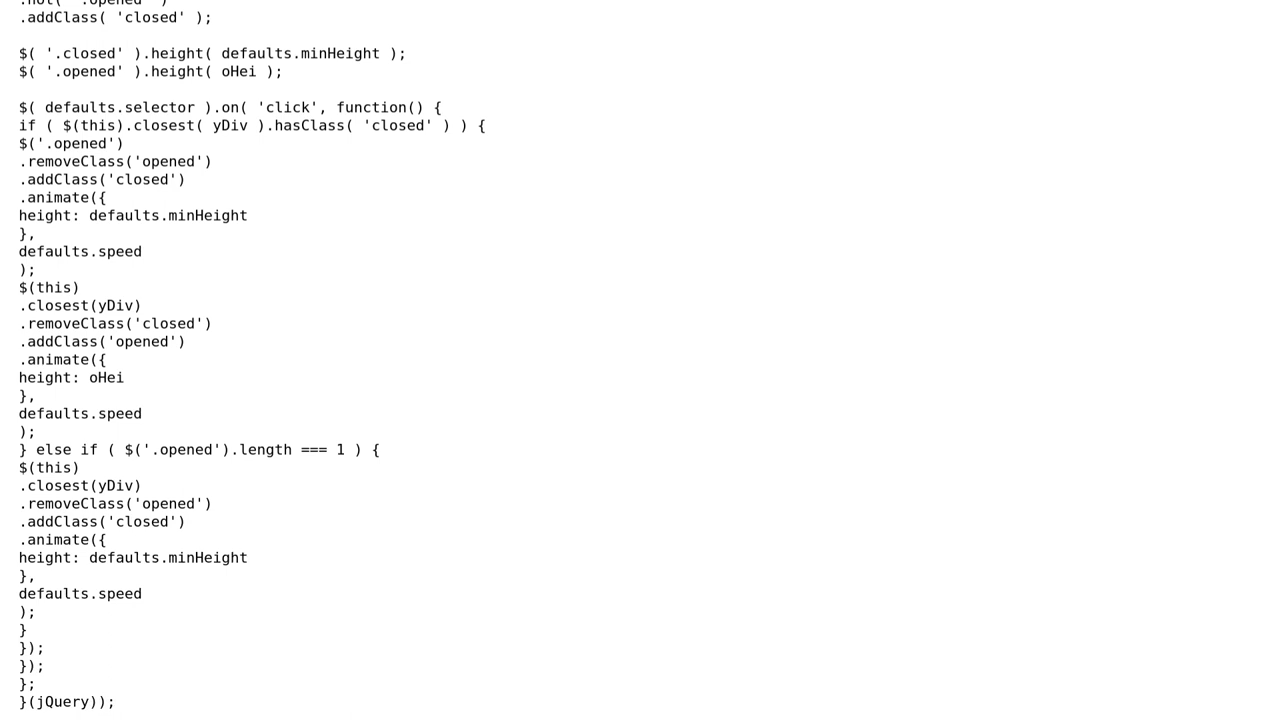 .not( '.opened' )
.addClass( 'closed' );

$( '.closed' ).height( defaults.minHeight );
$( '.opened' ).height( oHei );

$( defaults.selector ).on( 'click', function() {
if ( $(this).closest( yDiv ).hasClass( 'closed' ) ) {
$('.opened')
.removeClass('opened')
.addClass('closed')
.animate({
height: defaults.minHeight
},
defaults.speed
);
$(this)
.closest(yDiv)
.removeClass('closed')
.addClass('opened')
.animate({
height: oHei
},
defaults.speed
);
} else if ( $('.opened').length === 1 ) {
$(this)
.closest(yDiv)
.removeClass('opened')
.addClass('closed')
.animate({
height: defaults.minHeight
},
defaults.speed
);
}
});
});
};
}(jQuery));